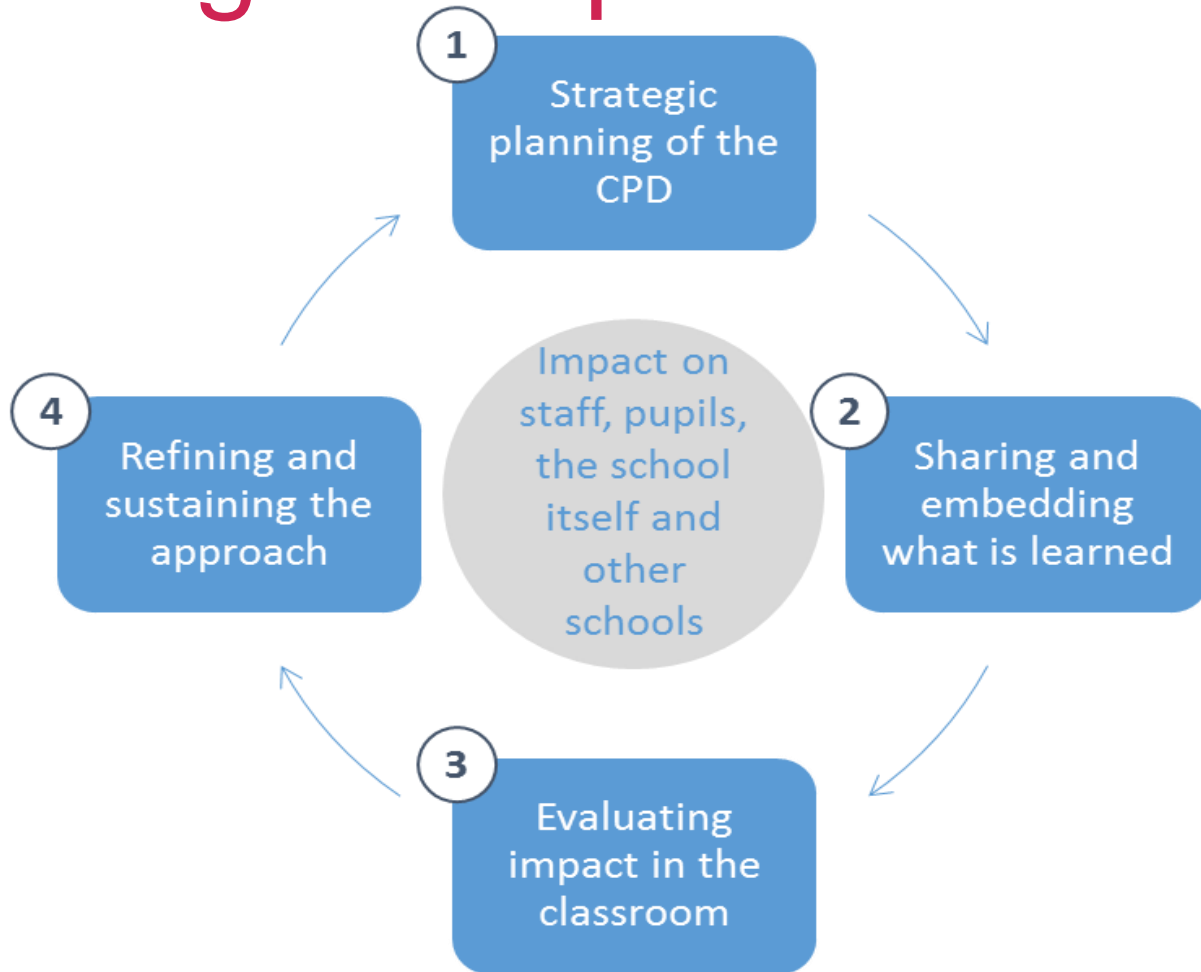 1
Strategic
planning of the
CPD
2
Sharing and
embedding
what is learned
3
Evaluating
impact in the
classroom
4
Refining and
sustaining the
approach
Impact on
staff, pupils,
the school
itself and
other
schools